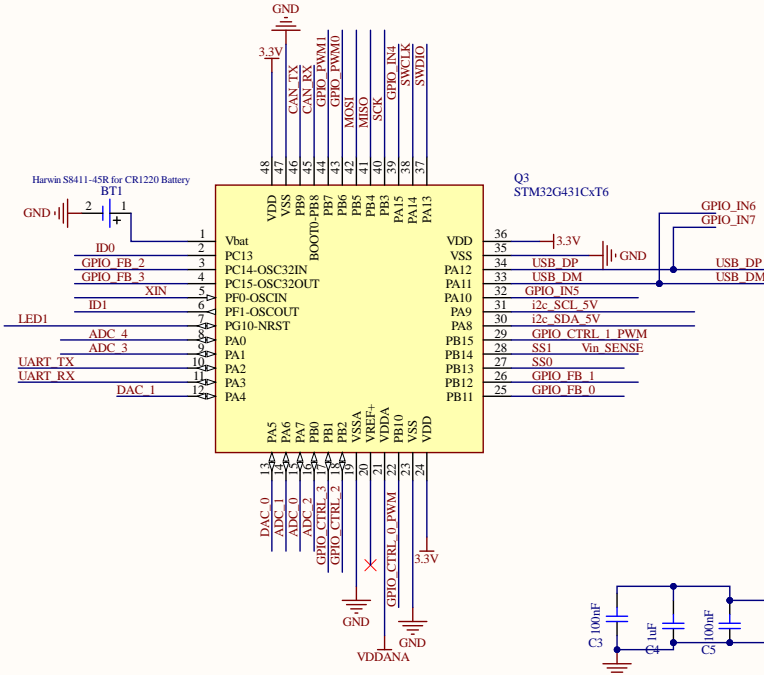 GND
3.3V
CAN_TX
CAN_RX
GPIO_PWM1
GPIO_PWM0
MOSI
MISO
SCK
GPIO_IN4
SWCLK
SWDIO
48
47
46
45
44
43
42
41
40
39
38
37
Harwin S8411-45R for CR1220 Battery
BT1
GND
2
1
+
Q3
STM32G431CxT6
VDD
VSS
PB9
BOOT0-PB8
PB7
PB6
PB5
PB4
PB3
PA15
PA14
PA13
1 Vbat
ID0 2 PC13
GPIO_FB_2 3 PC14-OSC32IN
GPIO_FB_3 4 PC15-OSC32OUT
XIN 5 PF0-OSCIN
ID1 6 PF1-OSCOUT
LED1 7 PG10-NRST
ADC_4 8 PA0
ADC_3 9 PA1
UART_TX 10 PA2
UART_RX 11 PA3
DAC_1 12 PA4
GPIO_IN6
GPIO_IN7
VDD 36 3.3V
VSS 35 GND
PA12 34 USB_DP USB_DP
PA11 33 USB_DM USB_DM
PA10 32 GPIO_IN5
PA9 31 i2c_SCL_5V
PA8 30 i2c_SDA_5V
PB15 29 GPIO_CTRL_1_PWM
PB14 28 SS1 Vin_SENSE
PB13 27 SS0
PB12 26 GPIO_FB_1
PB11 25 GPIO_FB_0
PA5
PA6
PA7
PB0
PB1
PB2
VSSA
VREF+
VDDA
PB10
VSS
VDD
13
14
15
16
17
18
19
20
21
22
23
24
DAC_0
ADC_1
ADC_0
ADC_2
GPIO_CTRL_3
GPIO_CTRL_2
GPIO_CTRL_0_PWM
3.3V
GND
GND
VDDANA
100nF
C3
1uF
C4
100nF
C5